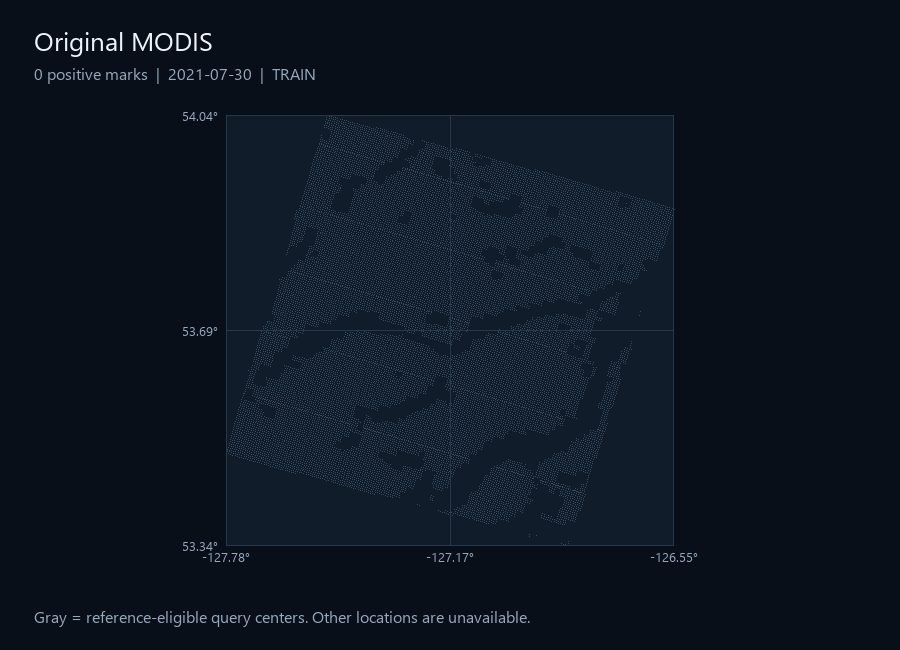 Original MODIS
0 positive marks | 2021-07-30 | TRAIN
54.04°
53.69°
53.34°
-127.78° -127.17° -126.55°
Gray = reference-eligible query centers. Other locations are unavailable.